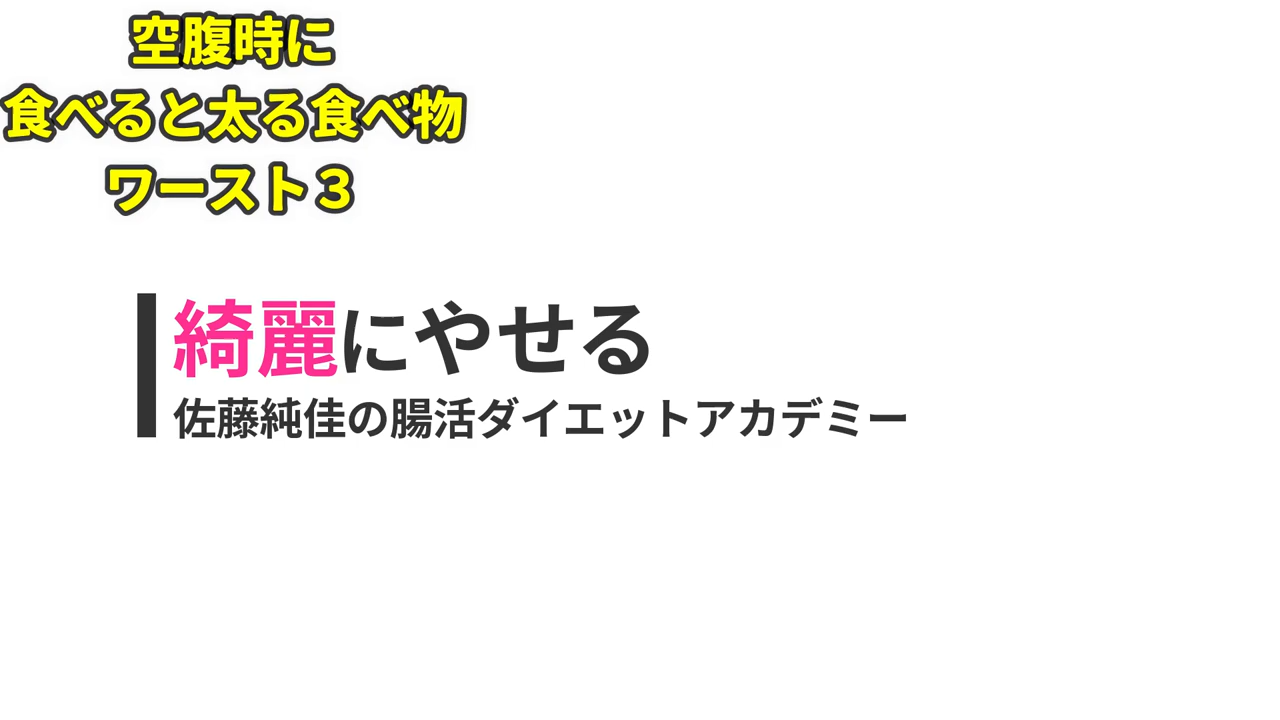 空腹時に
食べると太る食べ物
ワースト３
綺麗にやせる
佐藤純佳の腸活ダイエットアカデミー